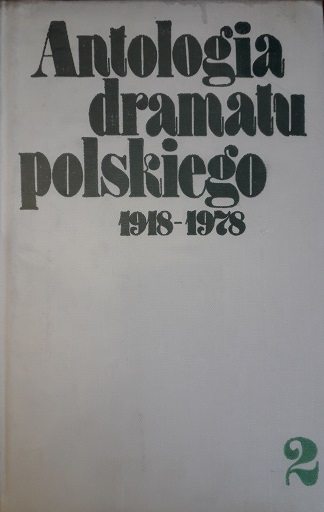 Antologia
dramatu
polskiego
1918-1978
2